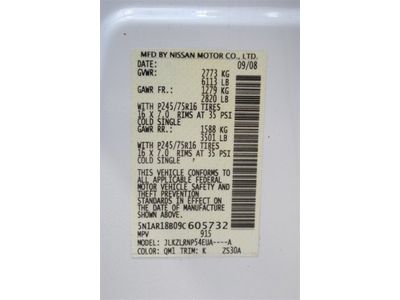 MFD BY NISSAN MOTOR CO., LTD.
DATE: 09/08
GVWR: 2773 KG
6113 LB
GAWR FR.: 1279 KG
2820 LB
WITH P245/75R16 TIRES
16 X 7.0 RIMS AT 35 PSI
COLD SINGLE
GAWR RR.: 1588 KG
3501 LB
WITH P245/75R16 TIRES
16 X 7.0 RIMS AT 35 PSI
COLD SINGLE
THIS VEHICLE CONFORMS TO
ALL APPLICABLE FEDERAL
MOTOR VEHICLE SAFETY
AND THEFT PREVENTION
STANDARDS IN EFFECT ON
THE DATE OF MANUFACTURE
SHOWN ABOVE.
5N1AR18B09C605732
MPV 915
MODEL: JLKZLRNP54EUA----A
COLOR: QM1 TRIM: K ZS30A